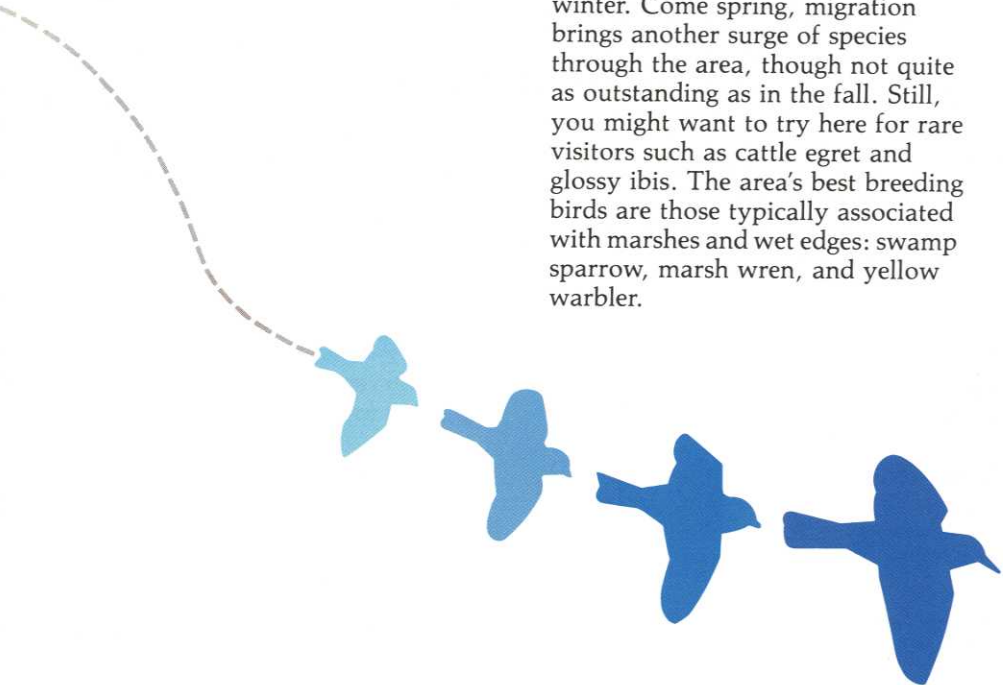 winter. Come spring, migration
brings another surge of species
through the area, though not quite
as outstanding as in the fall. Still,
you might want to try here for rare
visitors such as cattle egret and
glossy ibis. The area's best breeding
birds are those typically associated
with marshes and wet edges: swamp
sparrow, marsh wren, and yellow
warbler.